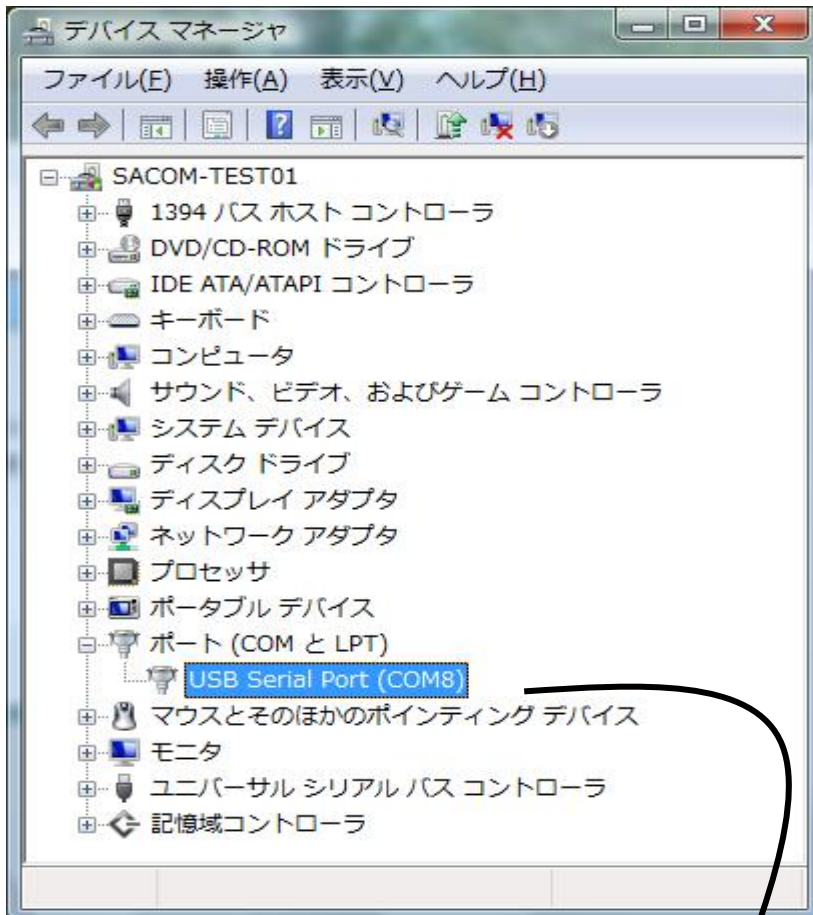 デバイス マネージャ
ファイル(F) 操作(A) 表示(V) ヘルプ(H)
SACOM-TEST01
1394 バス ホスト コントローラ
DVD/CD-ROM ドライブ
IDE ATA/ATAPI コントローラ
キーボード
コンピュータ
サウンド、ビデオ、およびゲーム コントローラ
システム デバイス
ディスク ドライブ
ディスプレイ アダプタ
ネットワーク アダプタ
プロセッサ
ポータブル デバイス
ポート (COM と LPT)
USB Serial Port (COM8)
マウスとそのほかのポインティング デバイス
モニタ
ユニバーサル シリアル バス コントローラ
記憶域コントローラ